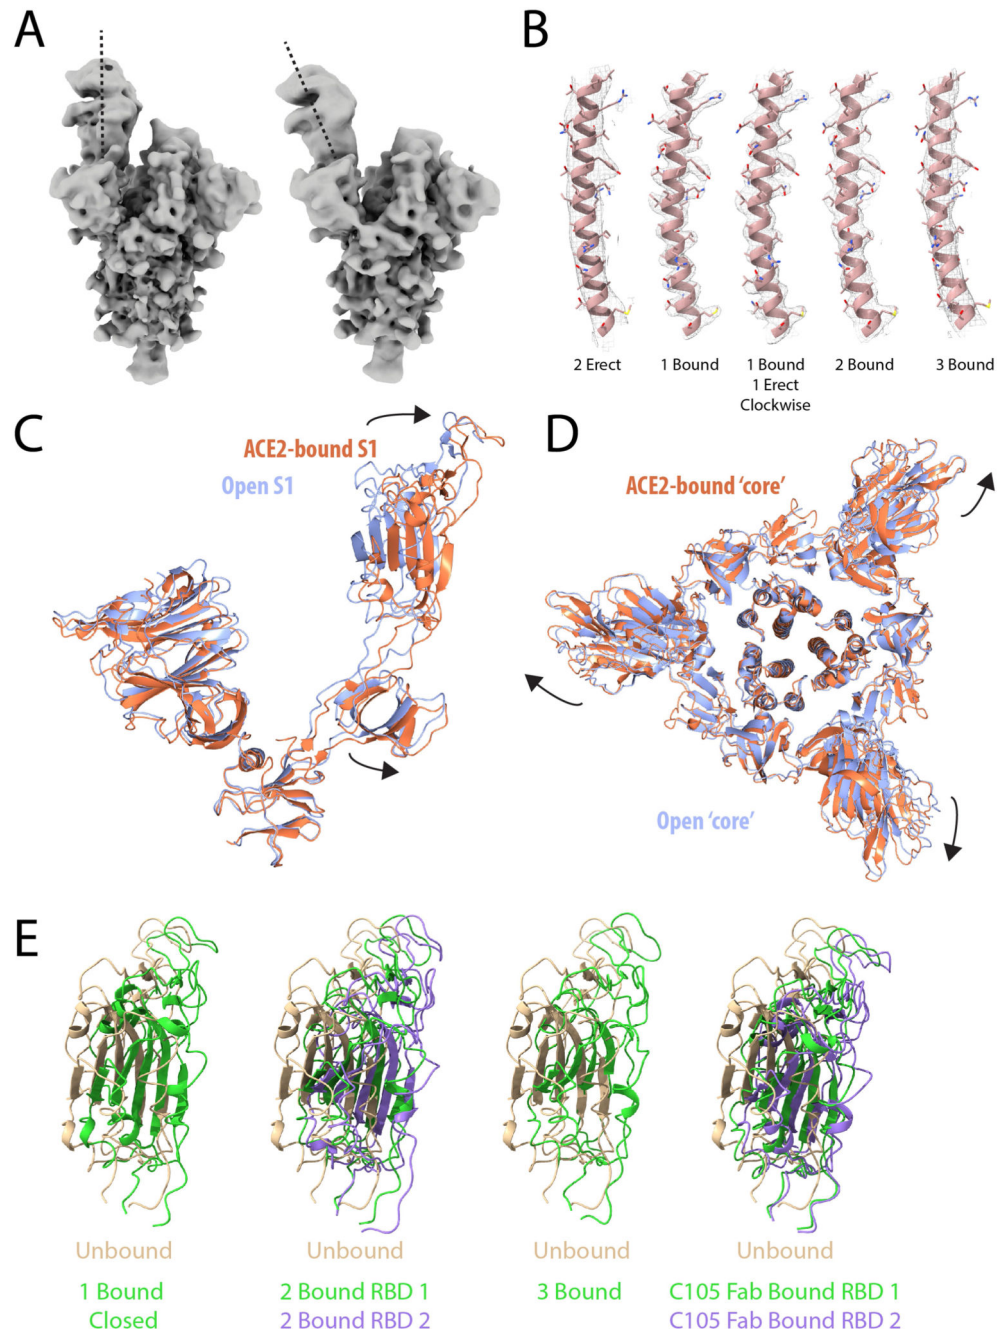 A
B
2 Erect
1 Bound
1 Bound
1 Erect
Clockwise
2 Bound
3 Bound
C
ACE2-bound S1
Open S1
D
ACE2-bound ‘core’
Open ‘core’
E
Unbound
1 Bound
Closed
Unbound
2 Bound RBD 1
2 Bound RBD 2
Unbound
3 Bound
Unbound
C105 Fab Bound RBD 1
C105 Fab Bound RBD 2